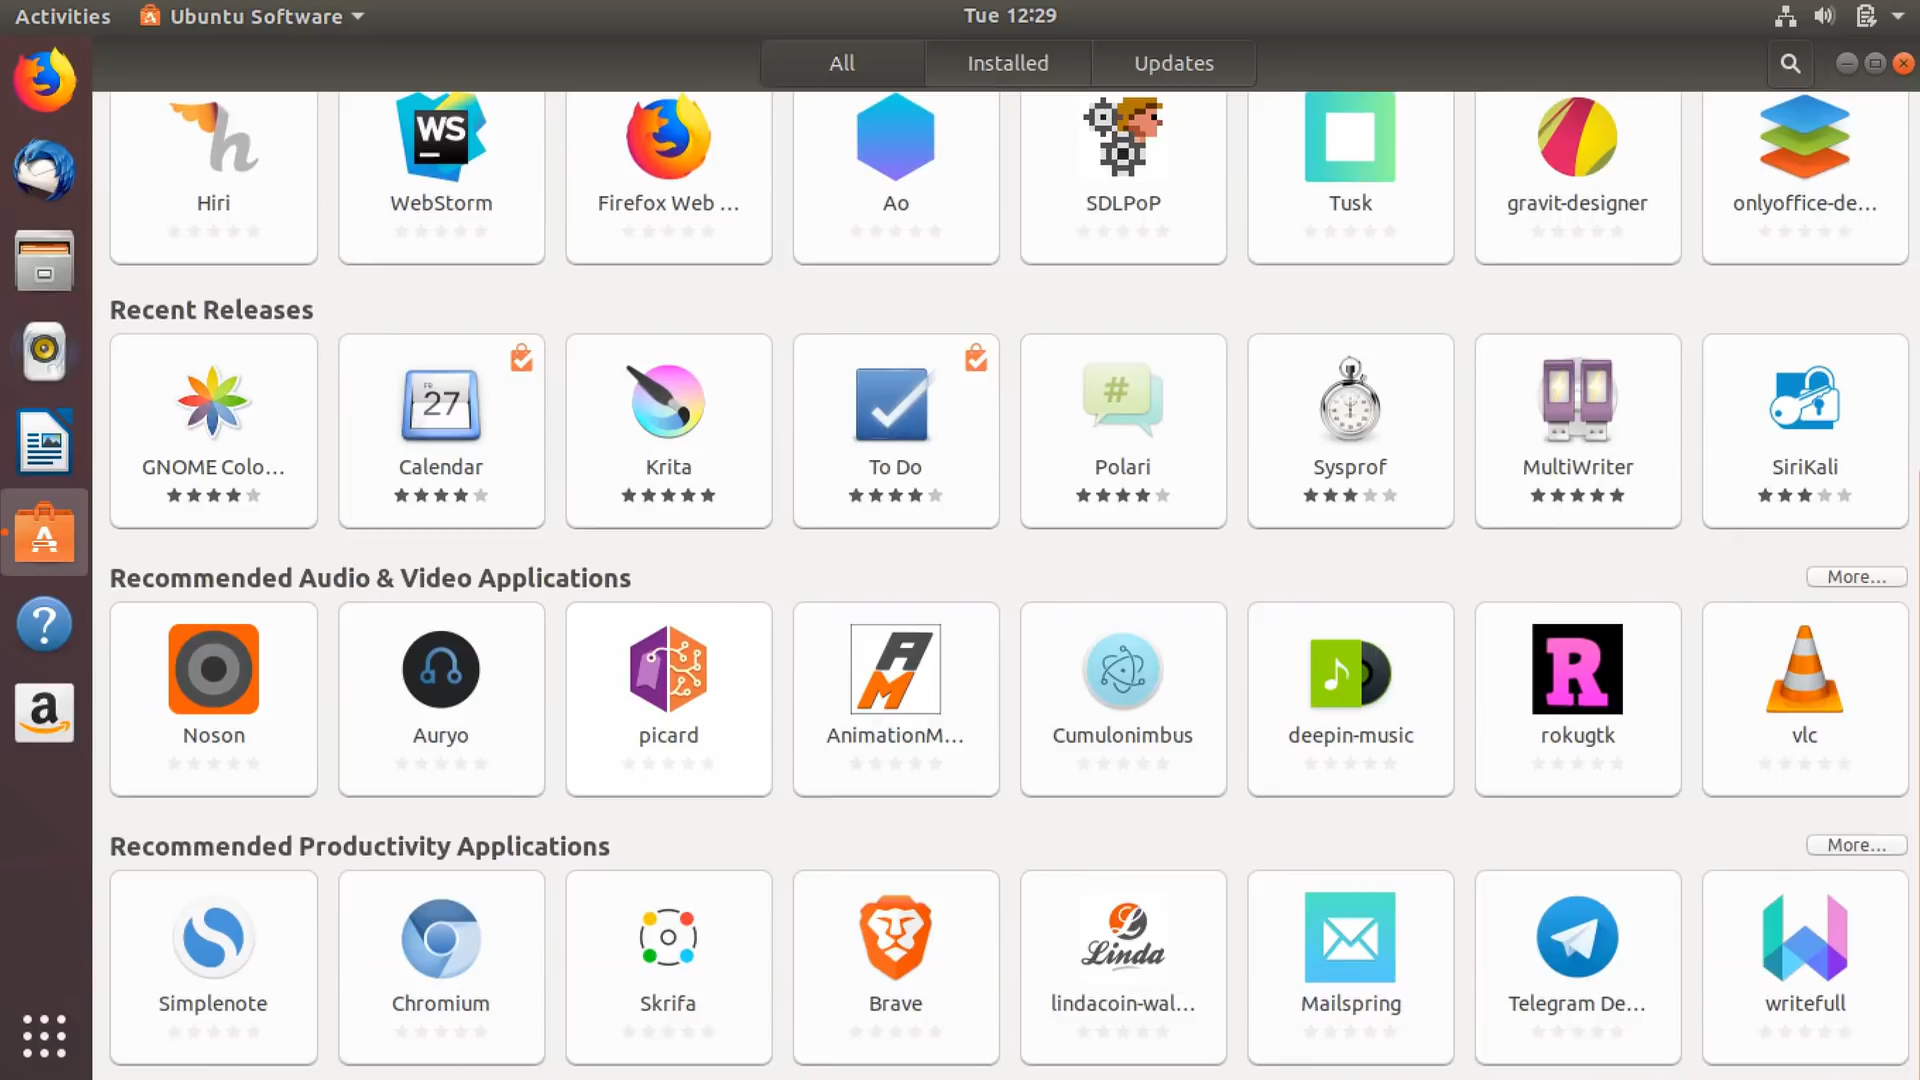 Activities
Ubuntu Software
Tue 12:29
All
Installed
Updates
WS
Hiri
WebStorm
Firefox Web ...
Ao
SDLPoP
Tusk
gravit-designer
onlyoffice-de...
Recent Releases
FR
27
#
GNOME Colo...
Calendar
Krita
To Do
Polari
Sysprof
MultiWriter
SiriKali
Recommended Audio & Video Applications
More...
AM
R
Noson
Auryo
picard
AnimationM...
Cumulonimbus
deepin-music
rokugtk
vlc
Recommended Productivity Applications
More...
Linda
Simplenote
Chromium
Skrifa
Brave
lindacoin-wal...
Mailspring
Telegram De...
writefull